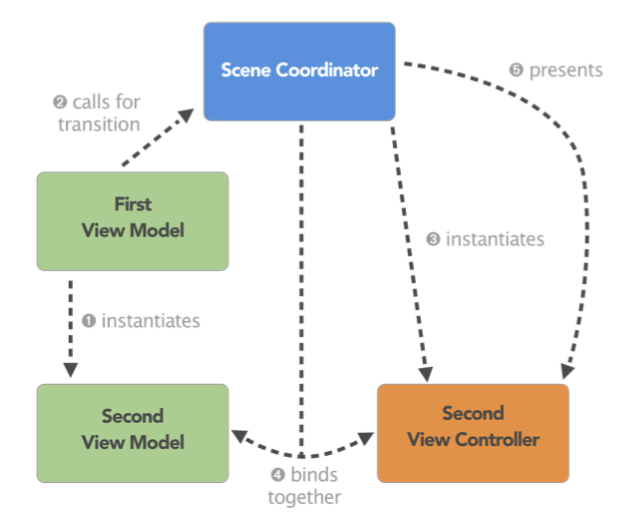 Scene Coordinator
❺ presents
❷ calls for
transition
First
View Model
❸ instantiates
❶ instantiates
Second
View Model
Second
View Controller
❹ binds
together